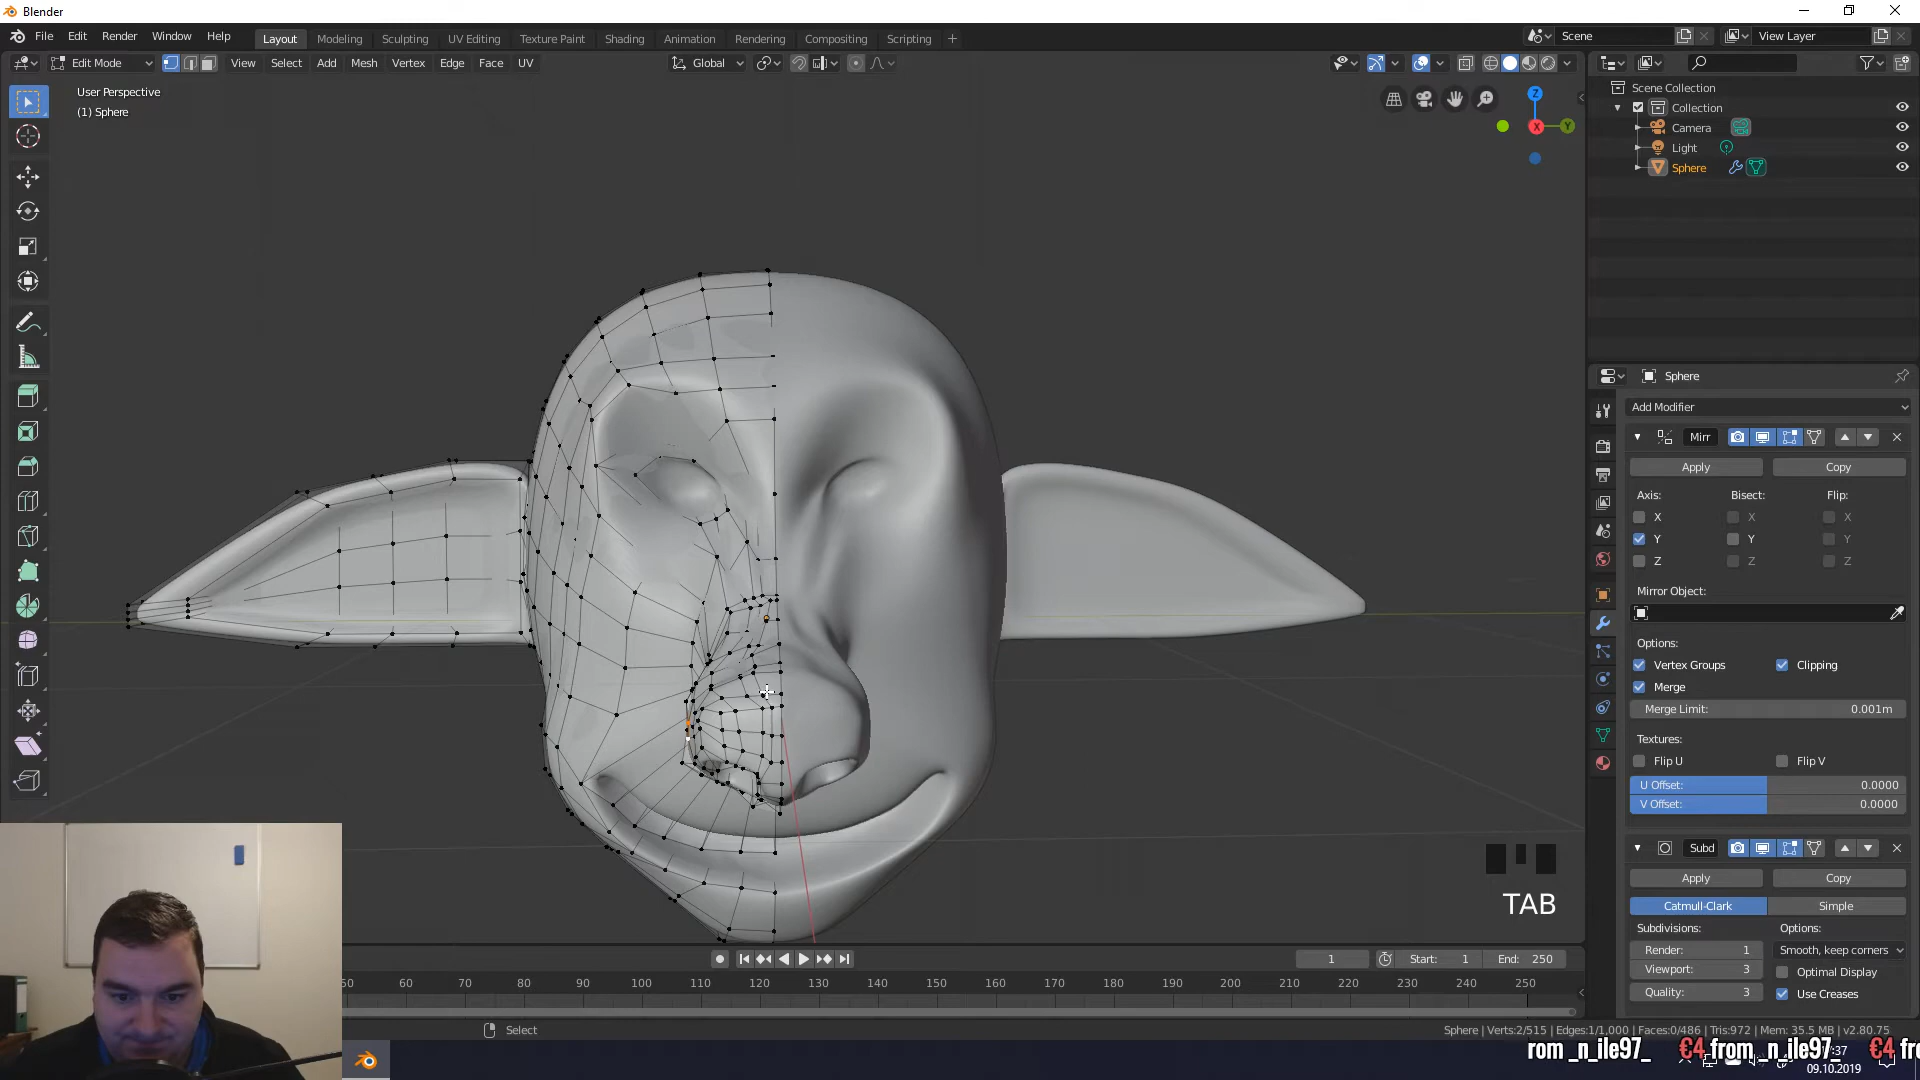 Blender
File Edit Render Window Help
Layout Modeling Sculpting UV Editing Texture Paint Shading Animation Rendering Compositing Scripting
Scene View Layer
Edit Mode View Select Add Mesh Vertex Edge Face UV Global
User Perspective
(1) Sphere
Z
X
Y
Scene Collection
Collection
Camera
Light
Sphere
Sphere
Add Modifier
Mirr
Apply Copy
Axis: Bisect: Flip:
X X X
Y Y Y
Z Z Z
Mirror Object:
Options:
Vertex Groups Clipping
Merge
Merge Limit: 0.001m
Textures:
Flip U Flip V
U Offset: 0.0000
V Offset: 0.0000
Subd
Apply Copy
Catmull-Clark Simple
Subdivisions: Options:
Render: 1 Smooth, keep corners
Viewport: 3 Optimal Display
Quality: 3 Use Creases
TAB
1 Start: 1 End: 250
50 60 70 80 90 100 110 120 130 140 150 160 170 180 190 200 210 220 230 240 250
Select
Sphere | Verts:2/515 | Edges:1/1,000 | Faces:0/486 | Tris:972 | Mem: 35.5 MB | v2.80.75
rom _n_ile97_ €4 from _n_ile97_ €4 fro
:37
09.10.2019